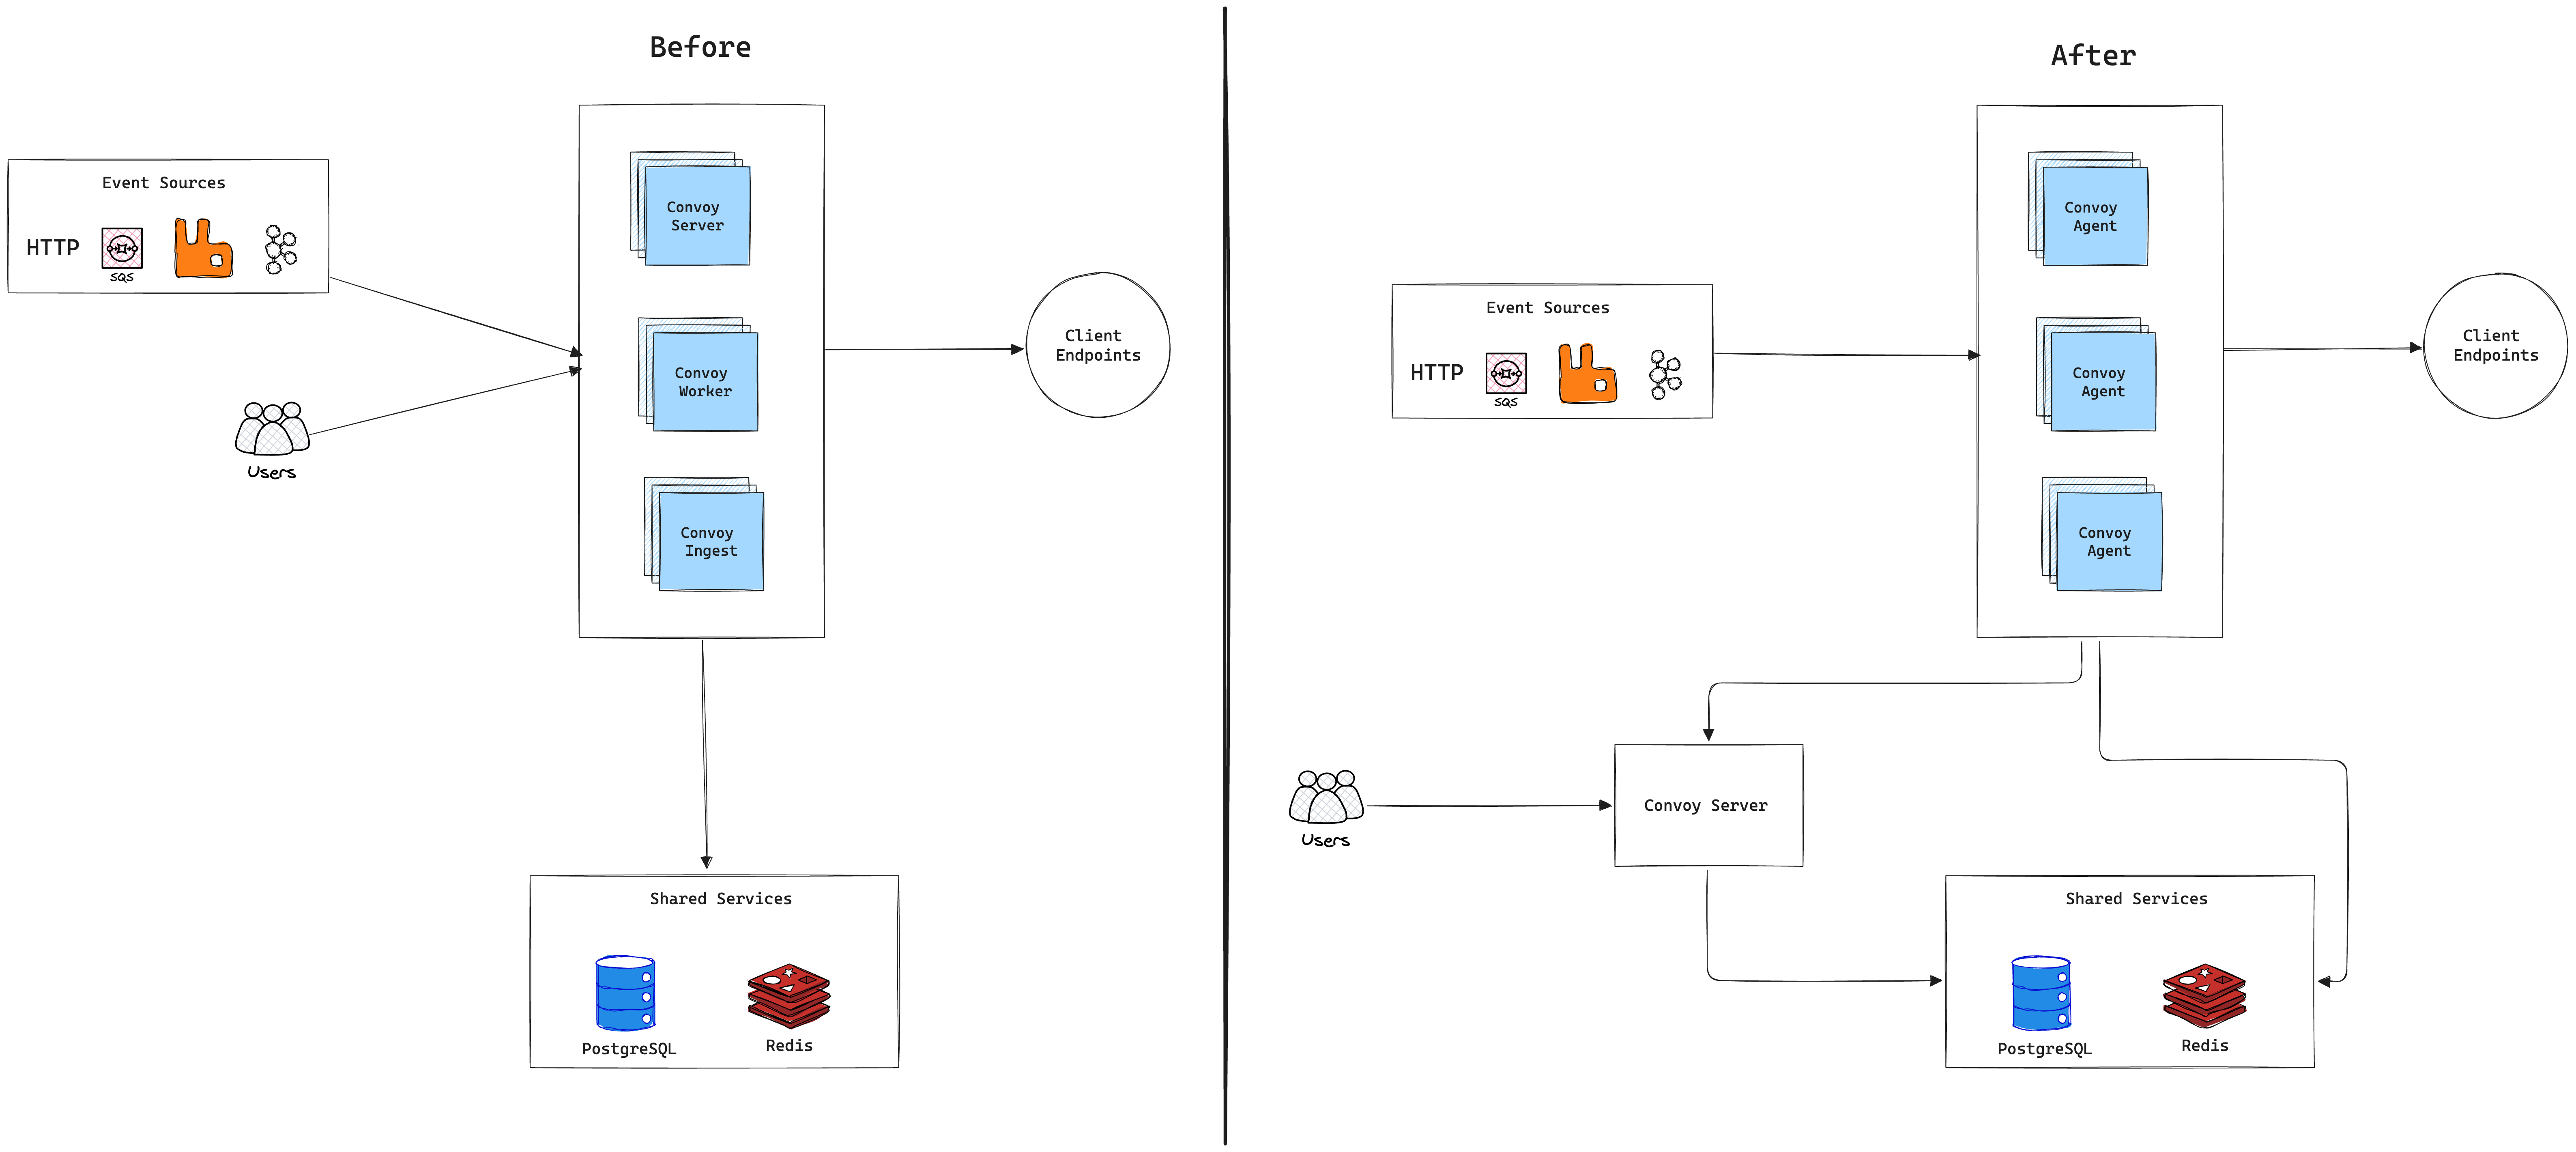 Before
Event Sources
HTTP
SQS
Users
Convoy
Server
Convoy
Worker
Convoy
Ingest
Client
Endpoints
Shared Services
PostgreSQL
Redis
After
Event Sources
HTTP
SQS
Convoy
Agent
Convoy
Agent
Convoy
Agent
Client
Endpoints
Users
Convoy Server
Shared Services
PostgreSQL
Redis